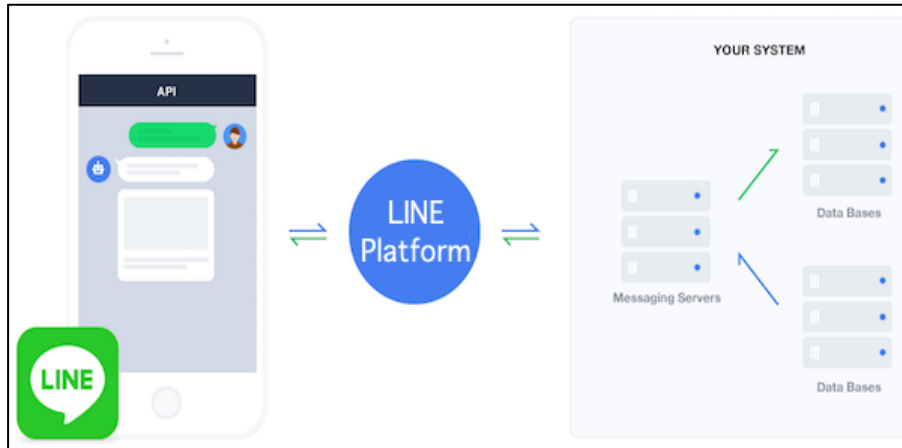 API
LINE
LINE
Platform
YOUR SYSTEM
Messaging Servers
Data Bases
Data Bases